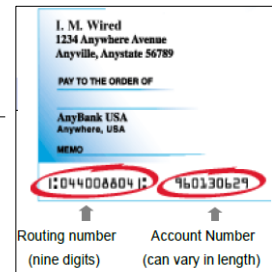 I. M. Wired
1234 Anywhere Avenue
Anyville, Anystate 56789
PAY TO THE ORDER OF
AnyBank USA
Anywhere, USA
MEMO
⑆044008804⑆ 960130629
Routing number Account Number
(nine digits) (can vary in length)